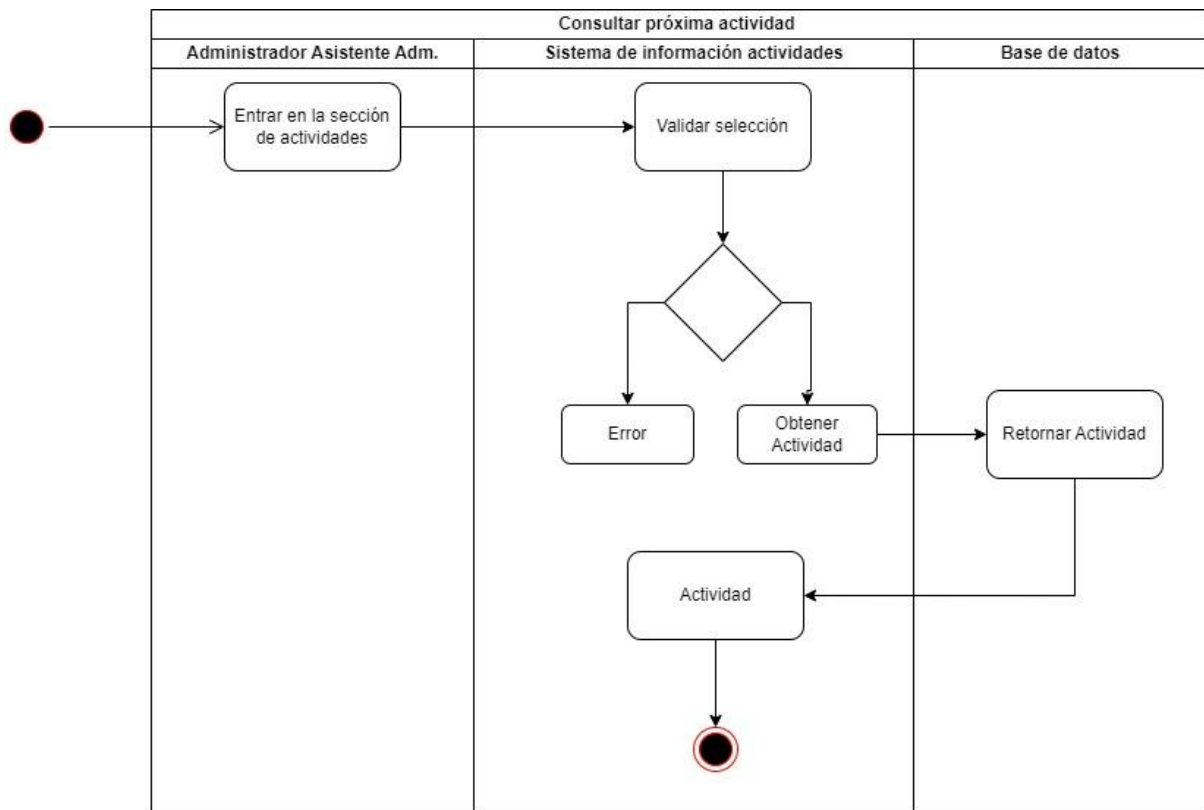 Consultar próxima actividad
Administrador Asistente Adm.
Sistema de información actividades
Base de datos
Entrar en la sección
de actividades
Validar selección
Error
Obtener
Actividad
Retornar Actividad
Actividad